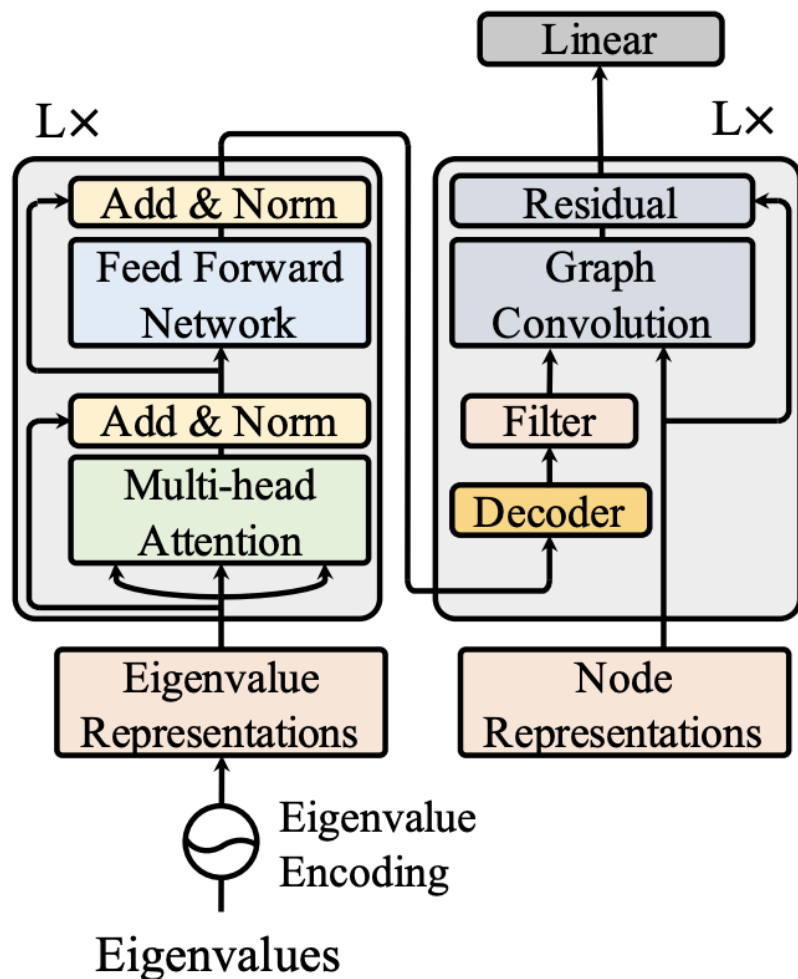 Linear
L×
L×
Add & Norm
Feed Forward
Network
Add & Norm
Multi-head
Attention
Eigenvalue
Representations
Eigenvalue
Encoding
Eigenvalues
Residual
Graph
Convolution
Filter
Decoder
Node
Representations